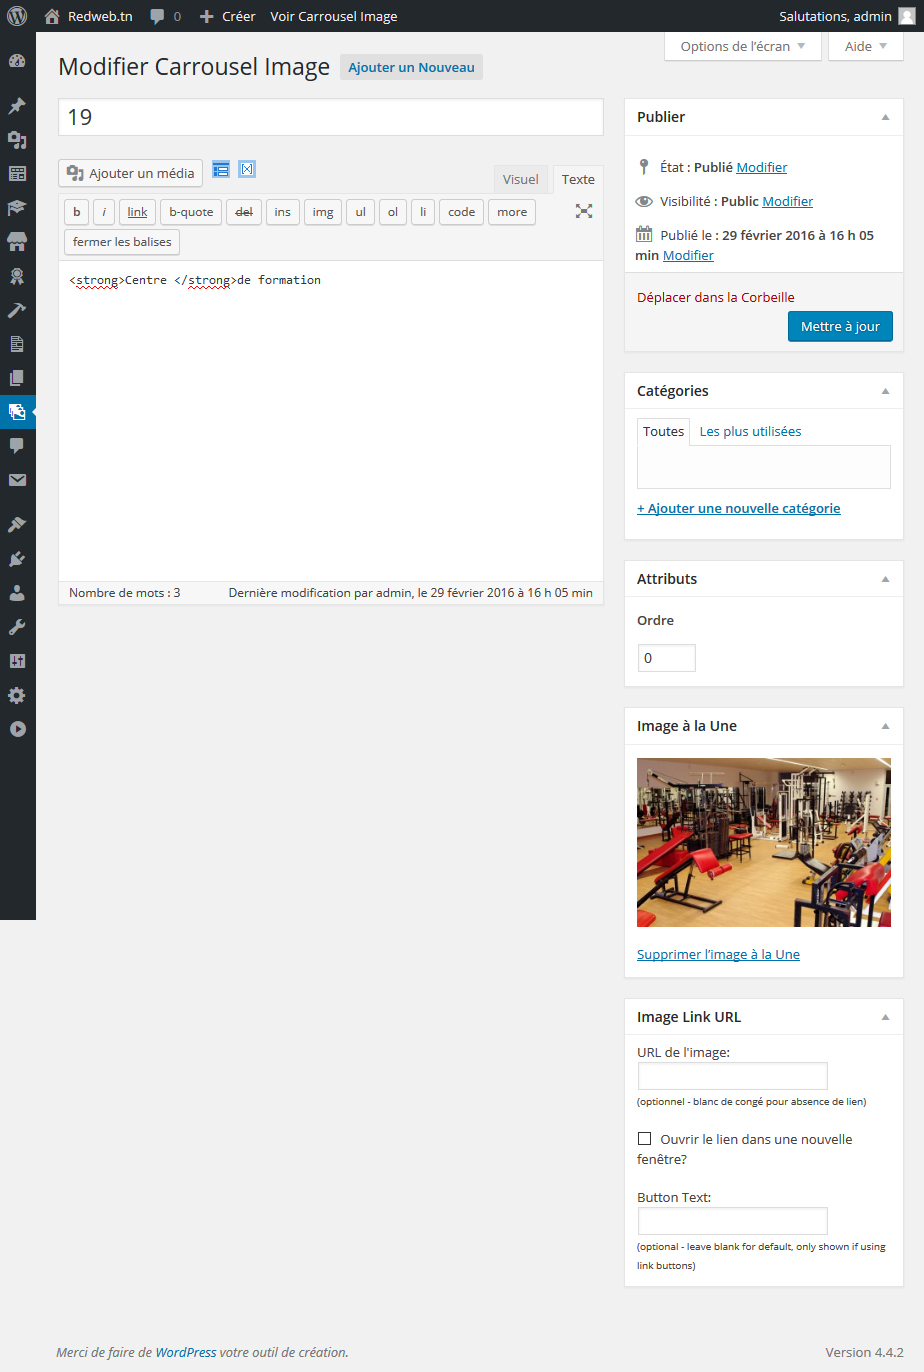 Redweb.tn 0 Créer Voir Carrousel Image Salutations, admin
Options de l'écran Aide
Modifier Carrousel Image Ajouter un Nouveau
19
Ajouter un média Visuel Texte
b i link b-quote del ins img ul ol li code more
fermer les balises
<strong>Centre </strong>de formation
Nombre de mots : 3 Dernière modification par admin, le 29 février 2016 à 16 h 05 min
Publier
État : Publié Modifier
Visibilité : Public Modifier
Publié le : 29 février 2016 à 16 h 05
min Modifier
Déplacer dans la Corbeille
Mettre à jour
Catégories
Toutes Les plus utilisées
+ Ajouter une nouvelle catégorie
Attributs
Ordre
0
Image à la Une
Supprimer l'image à la Une
Image Link URL
URL de l'image:
(optionnel - blanc de congé pour absence de lien)
Ouvrir le lien dans une nouvelle
fenêtre?
Button Text:
(optional - leave blank for default, only shown if using
link buttons)
Merci de faire de WordPress votre outil de création. Version 4.4.2